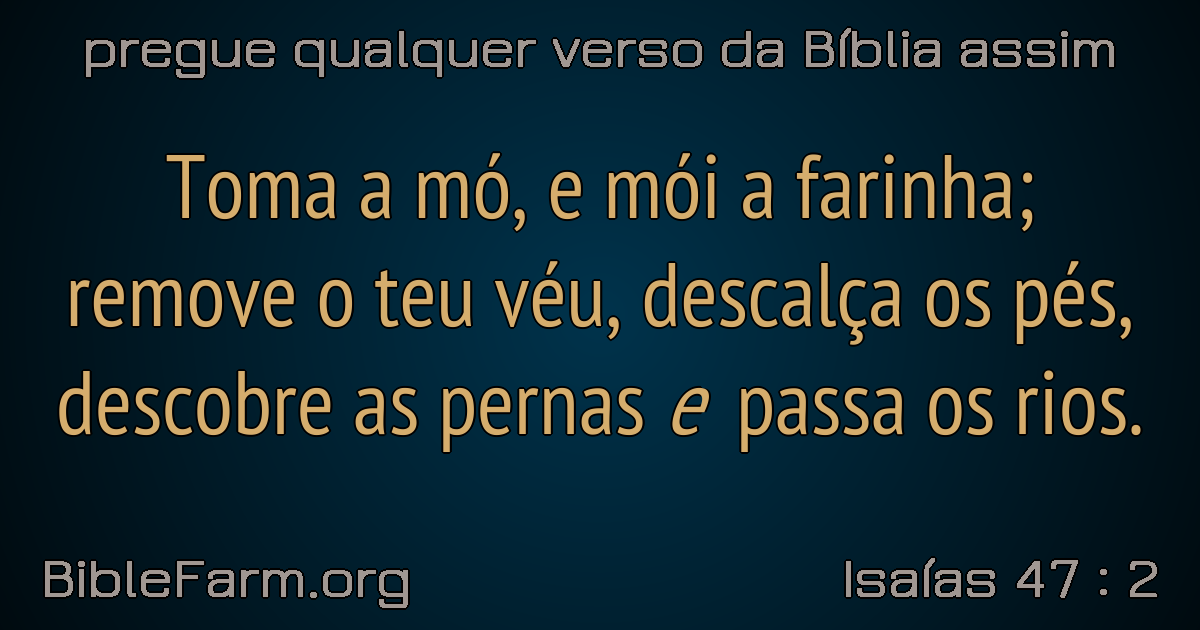 pregue qualquer verso da Bíblia assim
Toma a mó, e mói a farinha;
remove o teu véu, descalça os pés,
descobre as pernas e passa os rios.
BibleFarm.org
Isaías 47 : 2